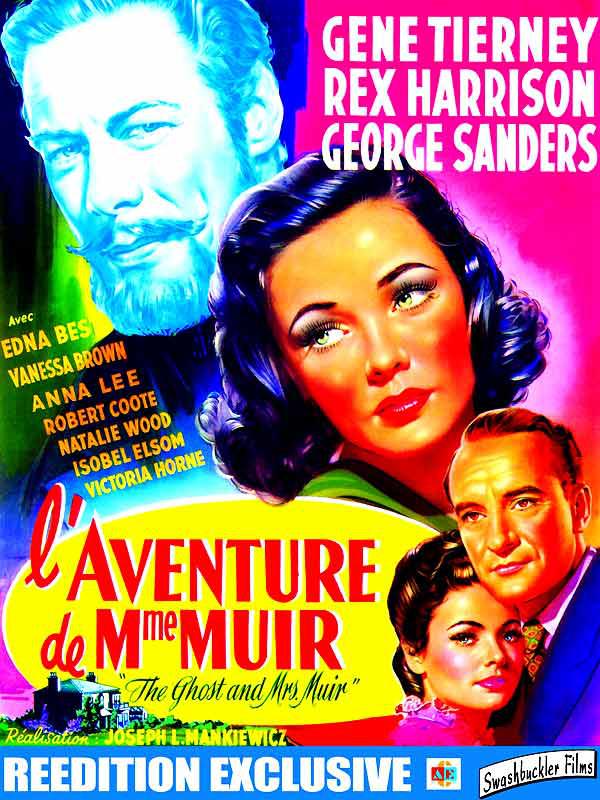 GENE TIERNEY
REX HARRISON
GEORGE SANDERS
Avec
EDNA BEST
VANESSA BROWN
ANNA LEE
ROBERT COOTE
NATALIE WOOD
ISOBEL ELSOM
VICTORIA HORNE
l'AVENTURE
de Mme MUIR
"The Ghost and Mrs Muir"
Réalisation : JOSEPH L. MANKIEWICZ
REEDITION EXCLUSIVE
Swashbuckler Films